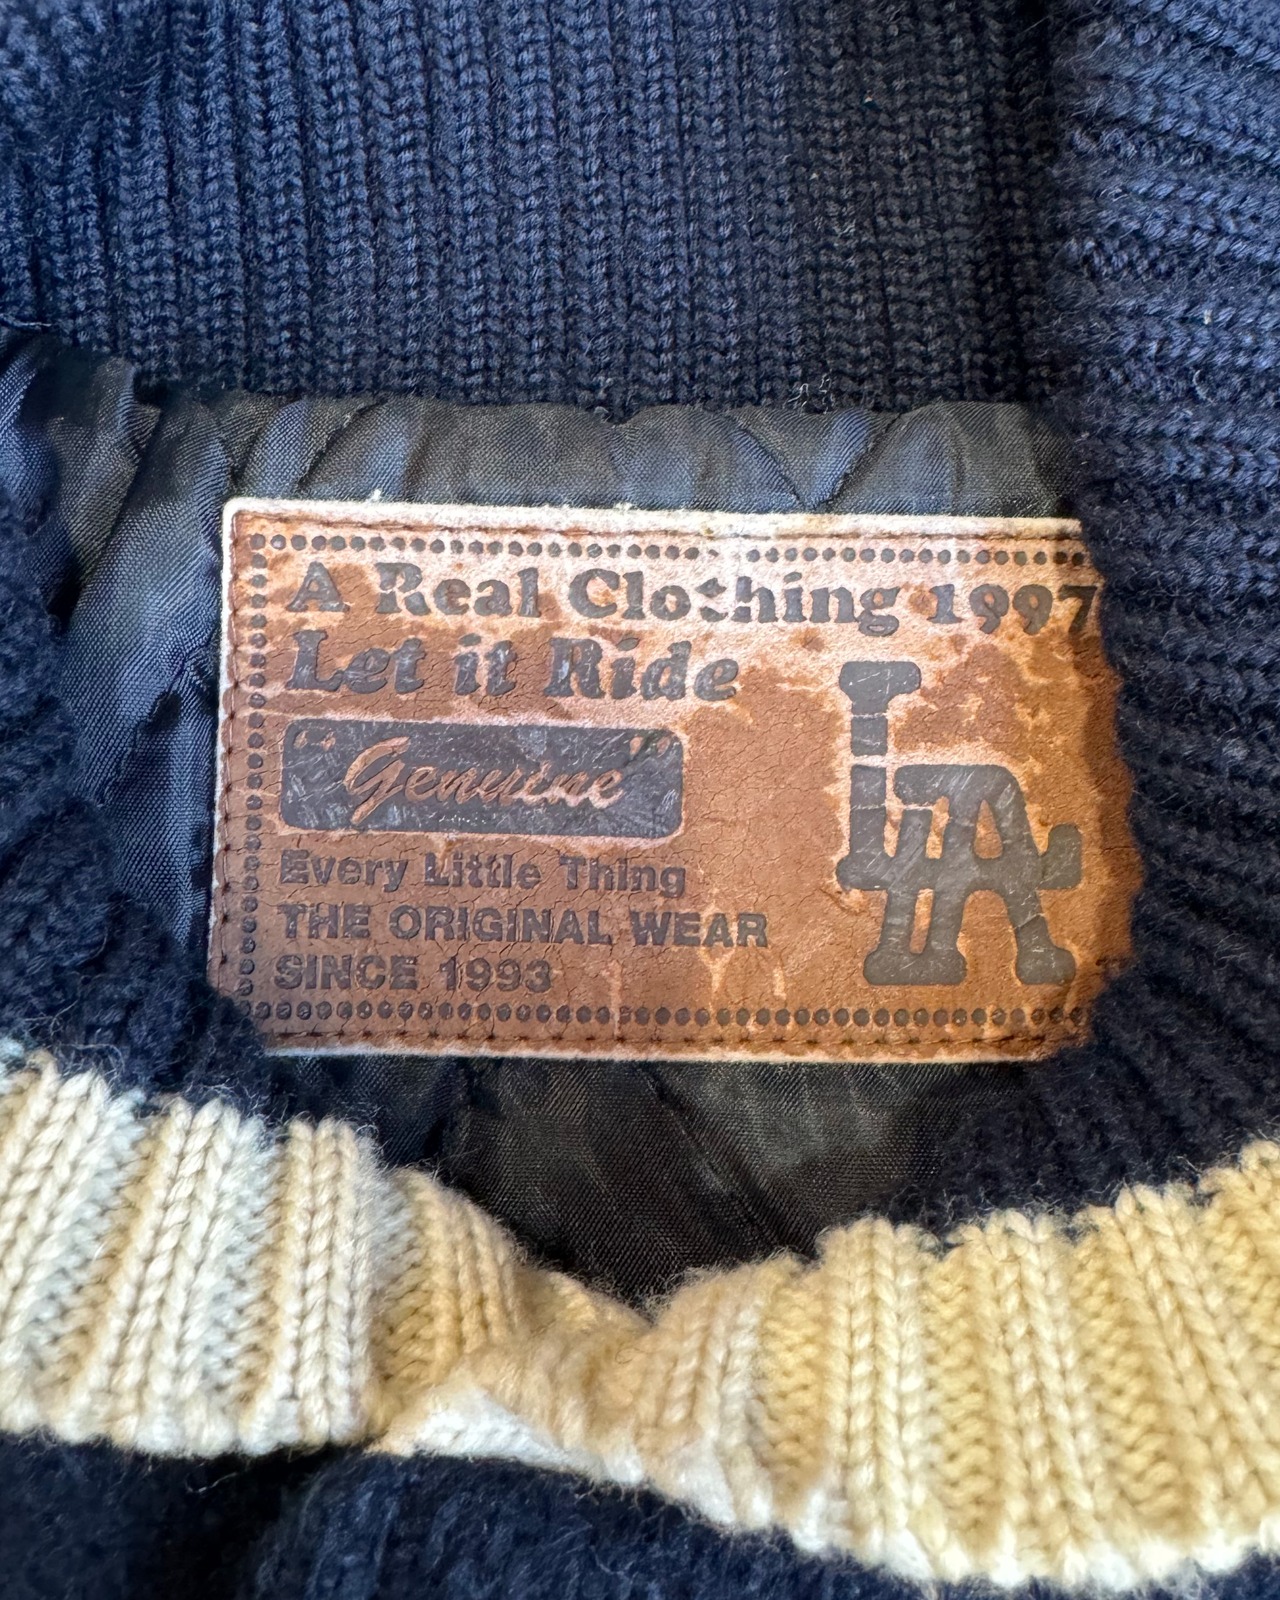 A Real Clothing 1997
Let it Ride
"Genuine"
Every Little Thing
THE ORIGINAL WEAR
SINCE 1993
LA